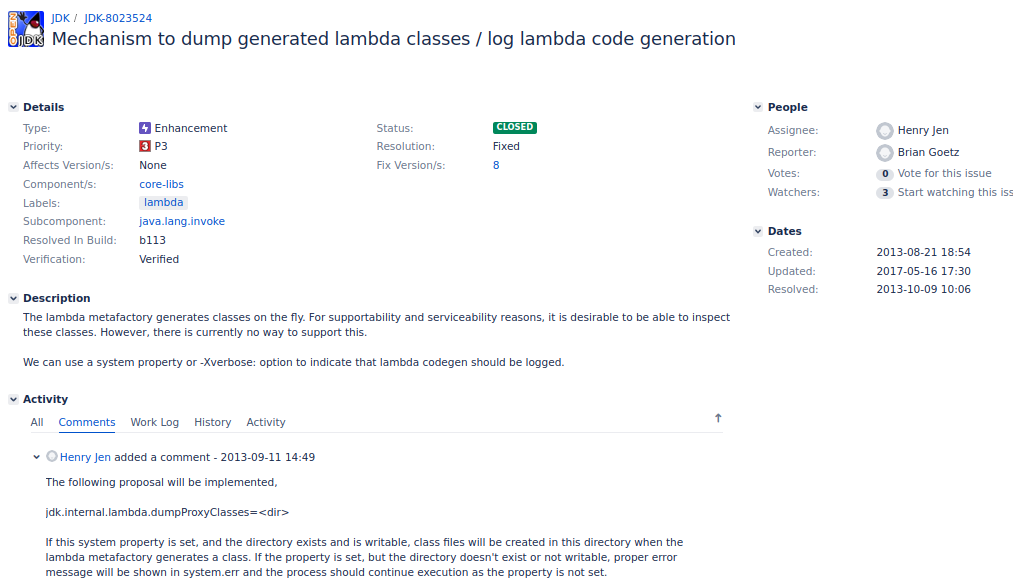 OPEN
JDK
JDK / JDK-8023524
Mechanism to dump generated lambda classes / log lambda code generation
Details
Type: Enhancement
Status: CLOSED
Priority: 3 P3
Resolution: Fixed
Affects Version/s: None
Fix Version/s: 8
Component/s: core-libs
Labels: lambda
Subcomponent: java.lang.invoke
Resolved In Build: b113
Verification: Verified
People
Assignee: Henry Jen
Reporter: Brian Goetz
Votes: 0 Vote for this issue
Watchers: 3 Start watching this iss
Dates
Created: 2013-08-21 18:54
Updated: 2017-05-16 17:30
Resolved: 2013-10-09 10:06
Description
The lambda metafactory generates classes on the fly. For supportability and serviceability reasons, it is desirable to be able to inspect
these classes. However, there is currently no way to support this.
We can use a system property or -Xverbose: option to indicate that lambda codegen should be logged.
Activity
All Comments Work Log History Activity
Henry Jen added a comment - 2013-09-11 14:49
The following proposal will be implemented,
jdk.internal.lambda.dumpProxyClasses=<dir>
If this system property is set, and the directory exists and is writable, class files will be created in this directory when the
lambda metafactory generates a class. If the property is set, but the directory doesn't exist or not writable, proper error
message will be shown in system.err and the process should continue execution as the property is not set.